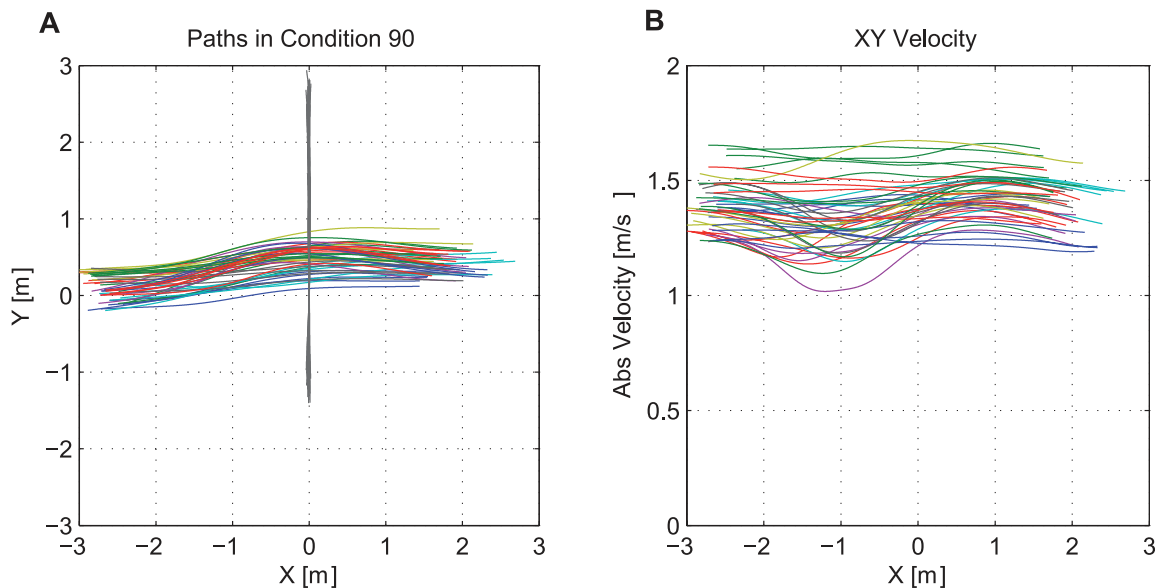 A
Paths in Condition 90
3
2
1
0
−1
−2
−3
Y [m]
−3 −2 −1 0 1 2 3
X [m]
B
XY Velocity
2
1.5
1
0.5
0
Abs Velocity [m/s ]
−3 −2 −1 0 1 2 3
X [m]